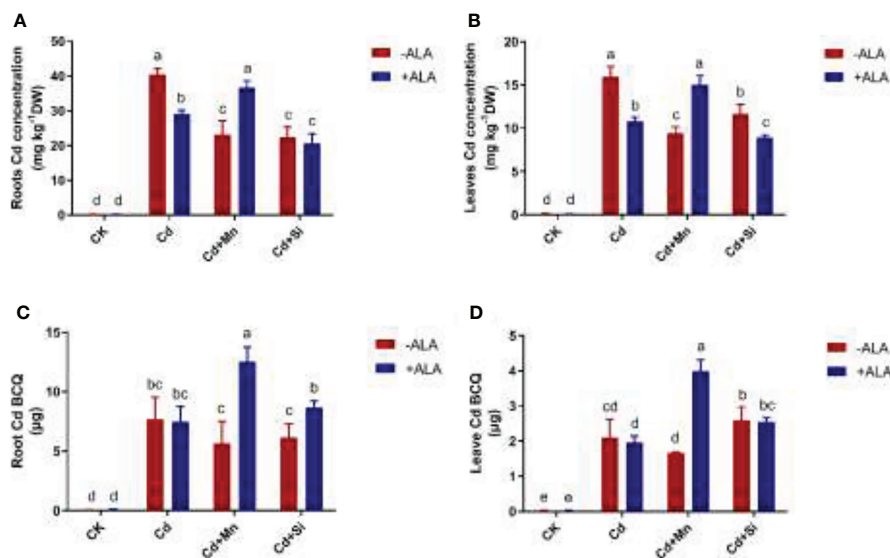 A
Roots Cd concentration
(mg kg⁻¹DW)
50
40
30
20
10
0
a
b
c
a
c
c
d
d
CK
Cd
Cd+Mn
Cd+Si
-ALA
+ALA
B
Leaves Cd concentration
(mg kg⁻¹DW)
20
15
10
5
0
a
b
c
a
b
c
d
d
CK
Cd
Cd+Mn
Cd+Si
-ALA
+ALA
C
Root Cd BCQ
(μg)
15
10
5
0
bc
bc
c
a
c
b
d
d
CK
Cd
Cd+Mn
Cd+Si
-ALA
+ALA
D
Leave Cd BCQ
(μg)
5
4
3
2
1
0
cd
d
d
a
b
bc
e
e
CK
Cd
Cd+Mn
Cd+Si
-ALA
+ALA